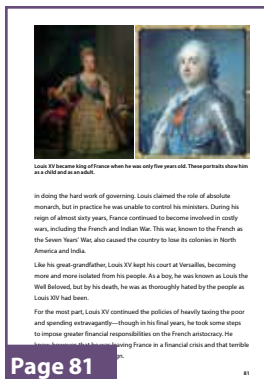 Louis XV became king of France when he was only five years old. These portraits show him
as a child and as an adult.
in doing the hard work of governing. Louis claimed the role of absolute
monarch, but in practice he was unable to control his ministers. During his
reign of almost sixty years, France continued to become involved in costly
wars, including the French and Indian War. This war, known to the French as
the Seven Years’ War, also caused the country to lose its colonies in North
America and India.
Like his great-grandfather, Louis XV kept his court at Versailles, becoming
more and more isolated from his people. As a boy, he was known as Louis the
Well Beloved, but by his death, he was as thoroughly hated by the people as
Louis XIV had been.
For the most part, Louis XV continued the policies of heavily taxing the poor
and spending extravagantly—though in his final years, he took some steps
to impose greater financial responsibilities on the French aristocracy. He
leaving France in a financial crisis and that terrible
Page 81
81